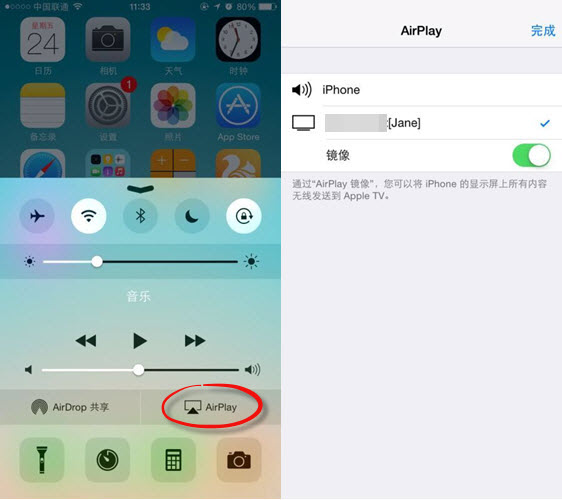 中国联通
11:33
80%
星期五
24
日历
相机
天气
时钟
1
备忘录
设置
照片
App Store
音乐
AirDrop 共享
AirPlay
AirPlay
完成
iPhone
:[Jane]
镜像
通过“AirPlay 镜像”，您可以将 iPhone 的显示屏上所有内容
无线发送到 Apple TV。